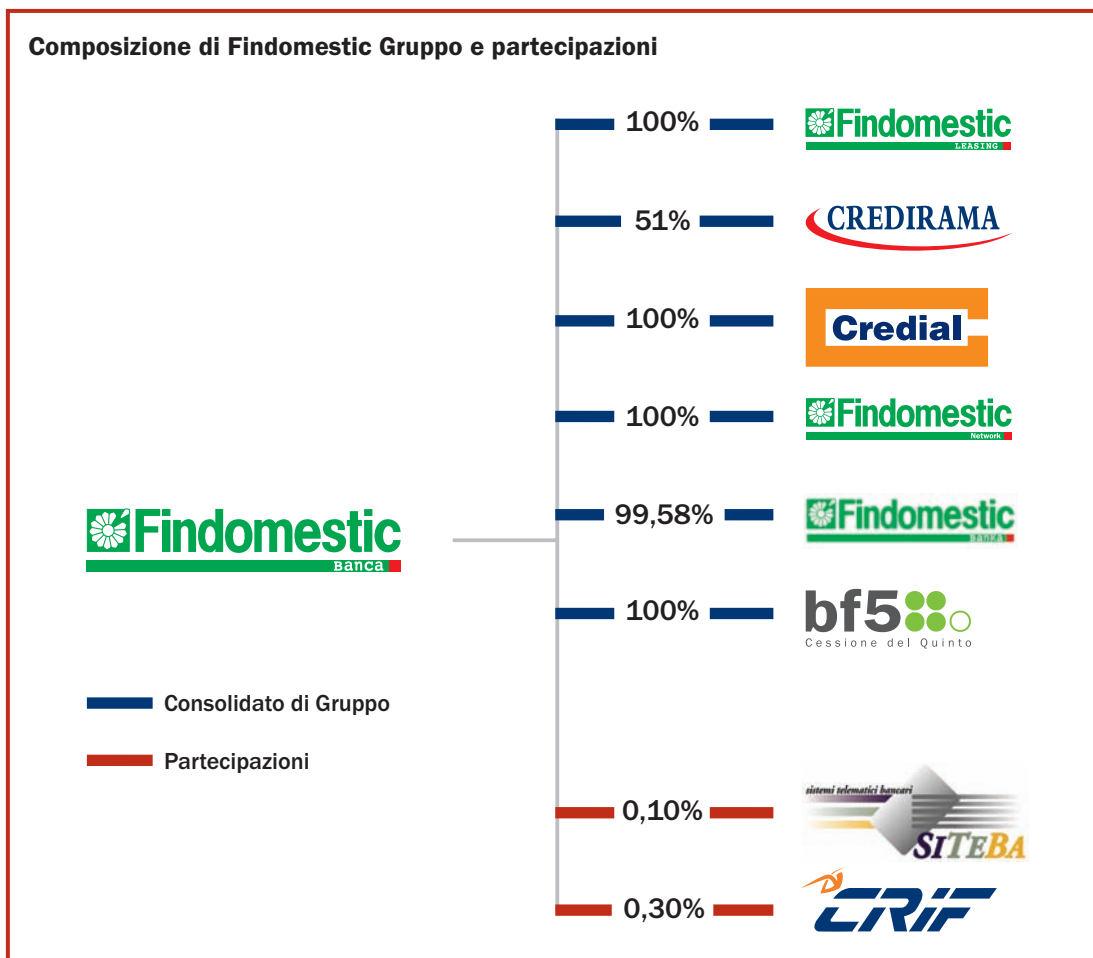 Composizione di Findomestic Gruppo e partecipazioni
100%
Findomestic
LEASING
51%
CREDIRAMA
100%
Credial
100%
Findomestic
Network
99,58%
Findomestic
BANKA
Findomestic
Banca
100%
bf5
Cessione del Quinto
Consolidato di Gruppo
Partecipazioni
0,10%
sistemi telematici bancari
SITEBA
0,30%
CRIF